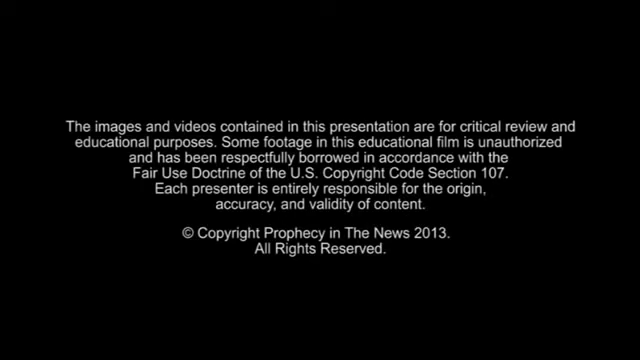 The images and videos contained in this presentation are for critical review and
educational purposes. Some footage in this educational film is unauthorized
and has been respectfully borrowed in accordance with the
Fair Use Doctrine of the U.S. Copyright Code Section 107.
Each presenter is entirely responsible for the origin,
accuracy, and validity of content.
© Copyright Prophecy in The News 2013.
All Rights Reserved.